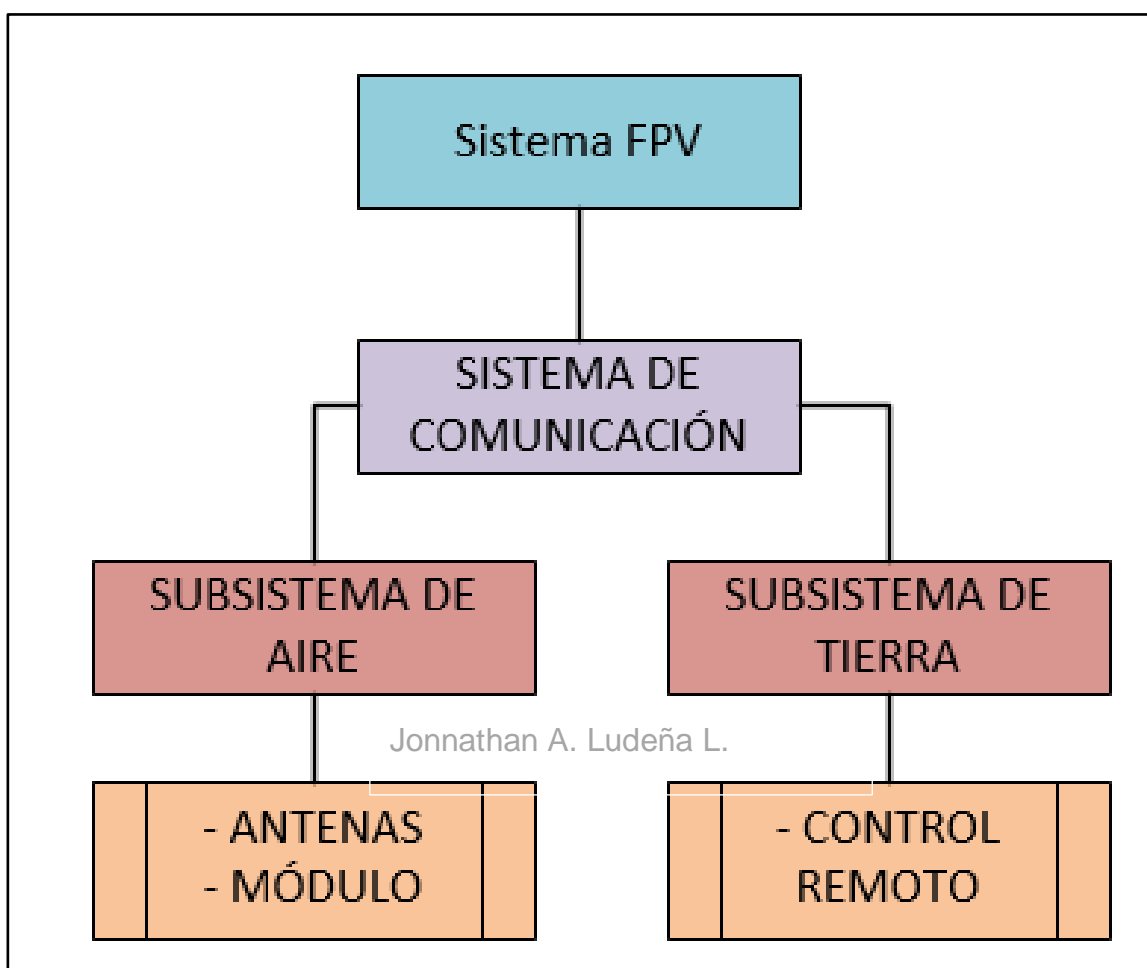 Sistema FPV
SISTEMA DE
COMUNICACIÓN
SUBSISTEMA DE
AIRE
SUBSISTEMA DE
TIERRA
Jonnathan A. Ludeña L.
- ANTENAS
- MÓDULO
- CONTROL
REMOTO